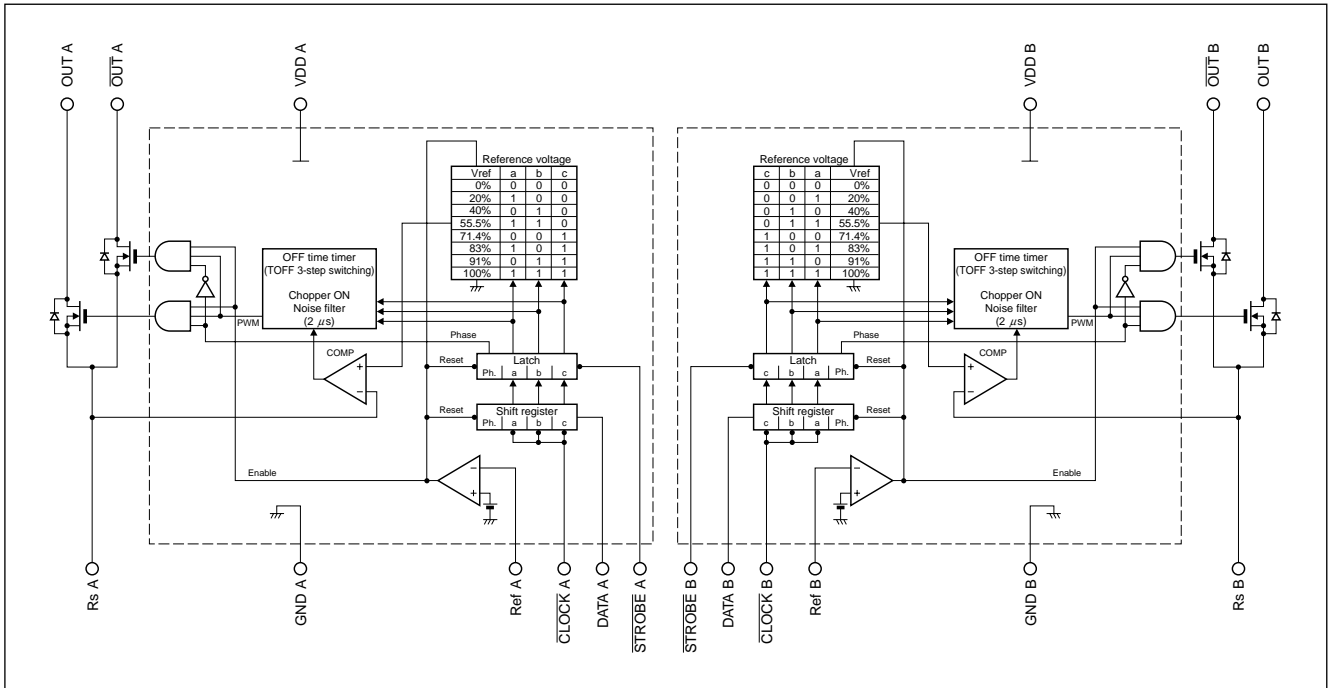 OUT A
OUT A
VDD A
VDD B
OUT B
OUT B
Reference voltage
Vref a b c
0% 0 0 0
20% 1 0 0
40% 0 1 0
55.5% 1 1 0
71.4% 0 0 1
83% 1 0 1
91% 0 1 1
100% 1 1 1
OFF time timer
(TOFF 3-step switching)
Chopper ON
Noise filter
(2 μs)
PWM
COMP
+
−
Phase
Reset
Latch
Ph. a b c
Reset
Shift register
Ph. a b c
Enable
−
+
Reference voltage
c b a Vref
0 0 0 0%
0 0 1 20%
0 1 0 40%
0 1 1 55.5%
1 0 0 71.4%
1 0 1 83%
1 1 0 91%
1 1 1 100%
OFF time timer
(TOFF 3-step switching)
Chopper ON
Noise filter
(2 μs)
PWM
COMP
+
−
Phase
Latch
c b a Ph.
Reset
Shift register
c b a Ph.
Reset
Enable
−
+
Rs A
GND A
Ref A
CLOCK A
DATA A
STROBE A
STROBE B
DATA B
CLOCK B
Ref B
GND B
Rs B